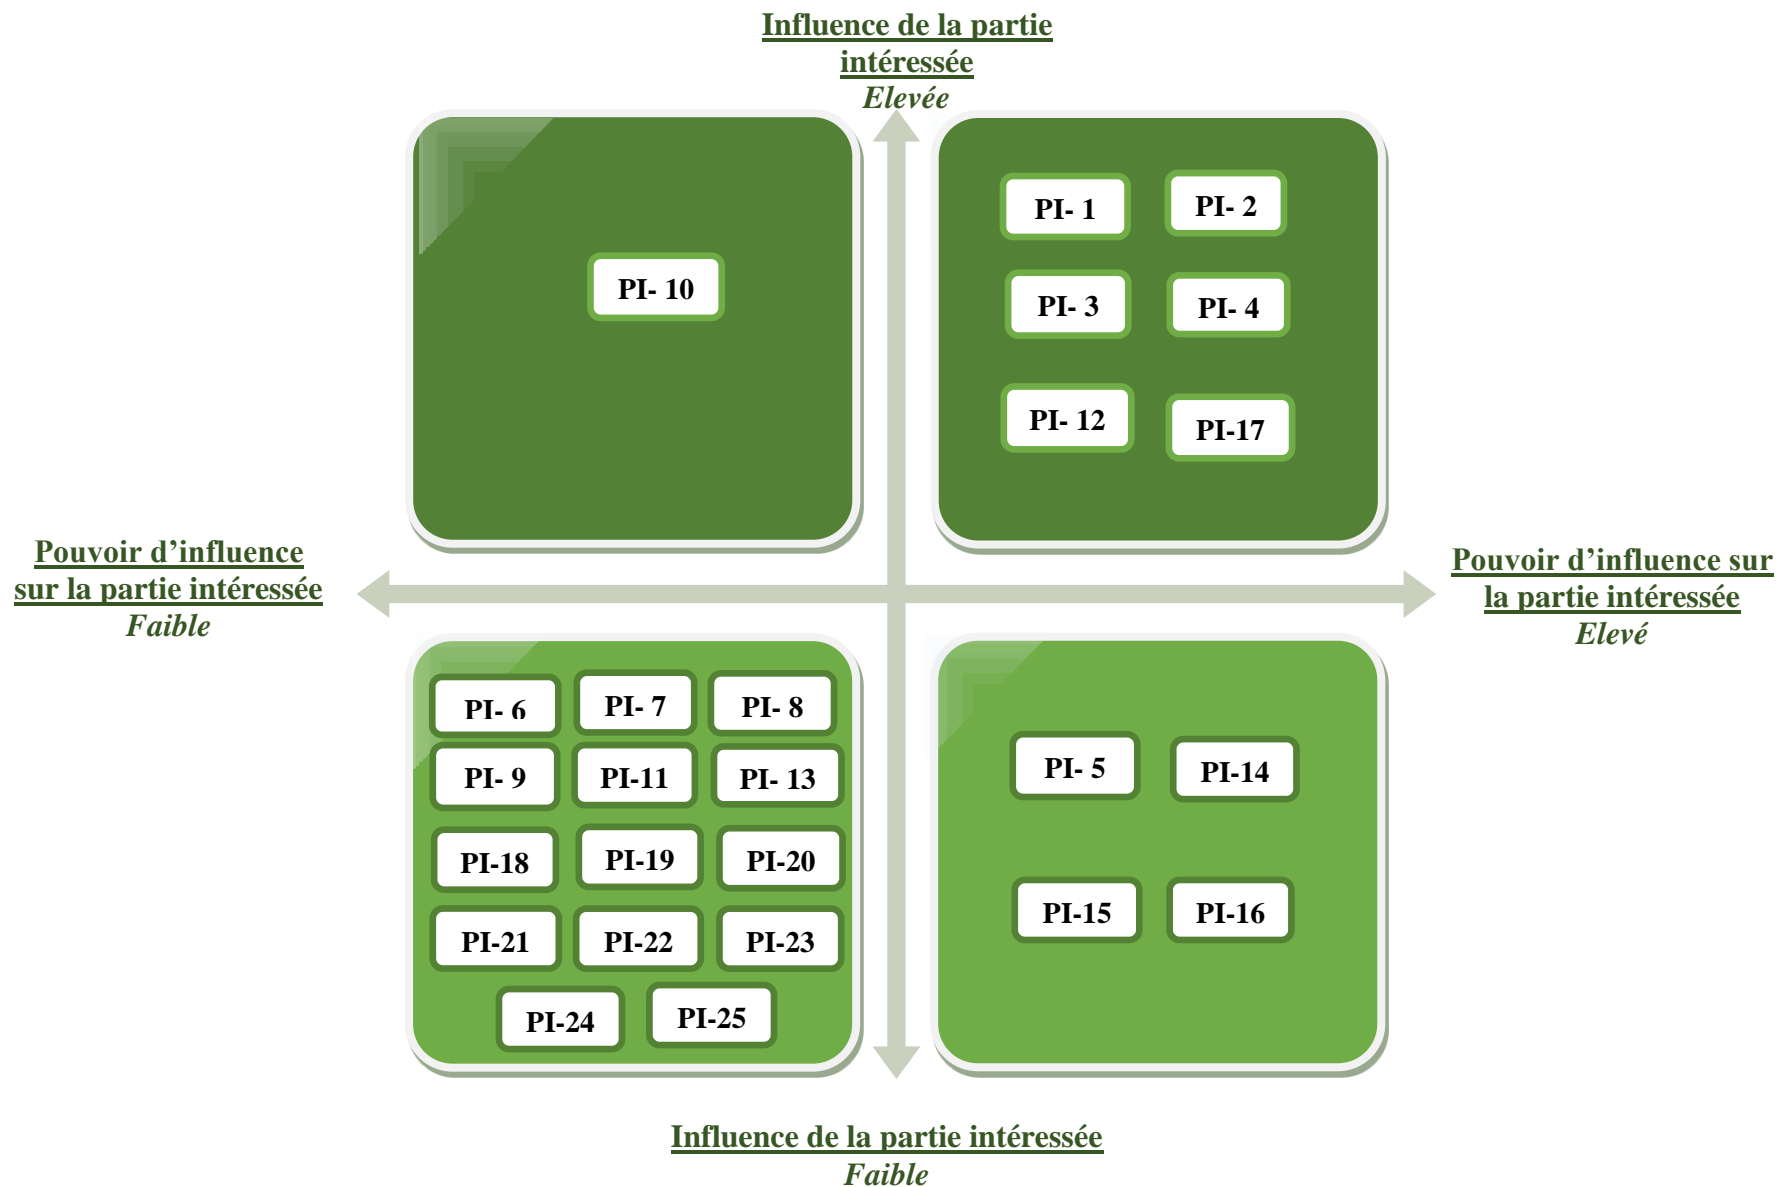 Influence de la partie
intéressée
Elevée
PI- 1
PI- 2
PI- 10
PI- 3
PI- 4
PI- 12
PI-17
Pouvoir d’influence
sur la partie intéressée
Faible
Pouvoir d’influence sur
la partie intéressée
Elevé
PI- 6
PI- 7
PI- 8
PI- 9
PI-11
PI- 13
PI-18
PI-19
PI-20
PI-21
PI-22
PI-23
PI-24
PI-25
PI- 5
PI-14
PI-15
PI-16
Influence de la partie intéressée
Faible